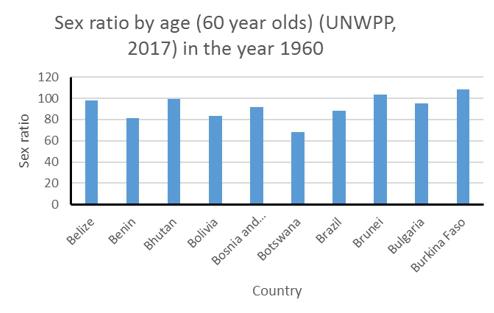 Sex ratio by age (60 year olds) (UNWPP,
2017) in the year 1960
120
100
80
60
40
20
0
Sex ratio
Belize
Benin
Bhutan
Bolivia
Bosnia and...
Botswana
Brazil
Brunei
Bulgaria
Burkina Faso
Country